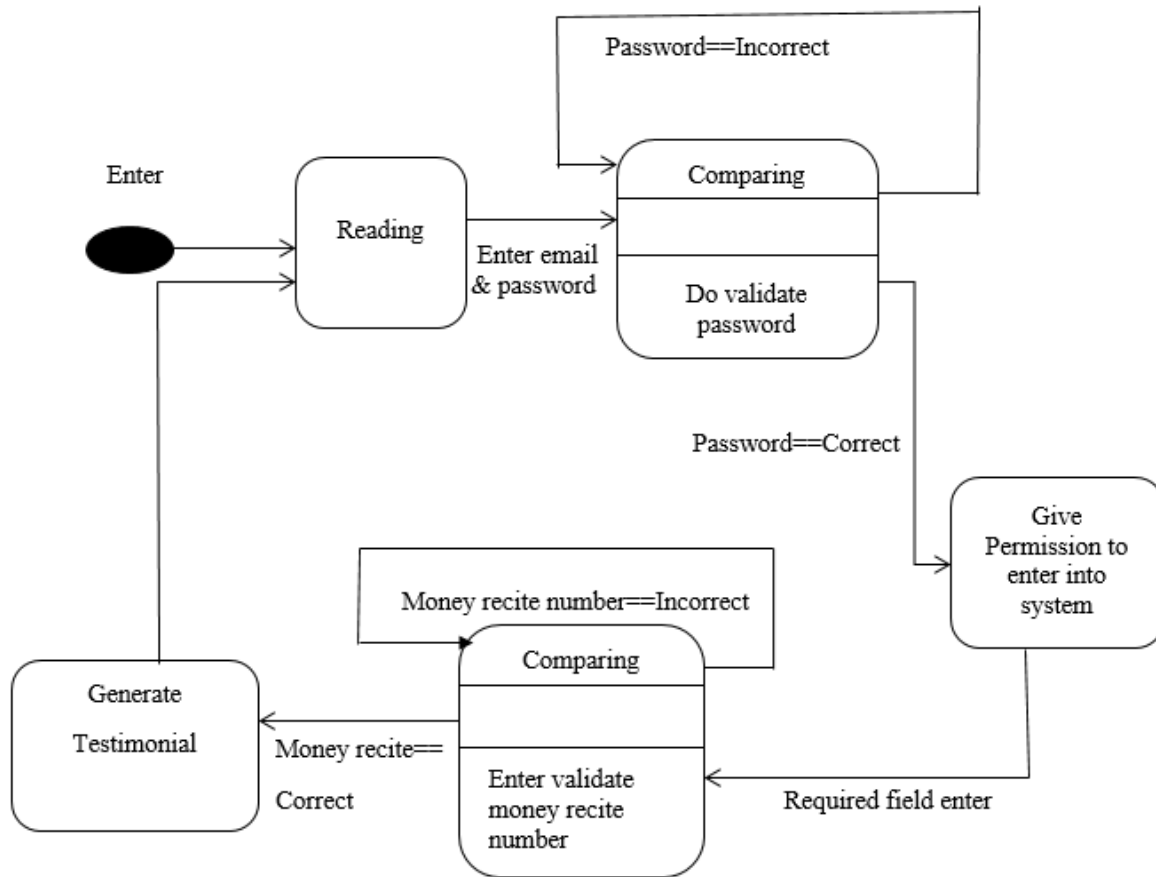 Password==Incorrect
Enter
Reading
Comparing
Enter email
& password
Do validate
password
Password==Correct
Give
Permission to
enter into
system
Money recite number==Incorrect
Comparing
Generate
Testimonial
Money recite==
Correct
Enter validate
money recite
number
Required field enter